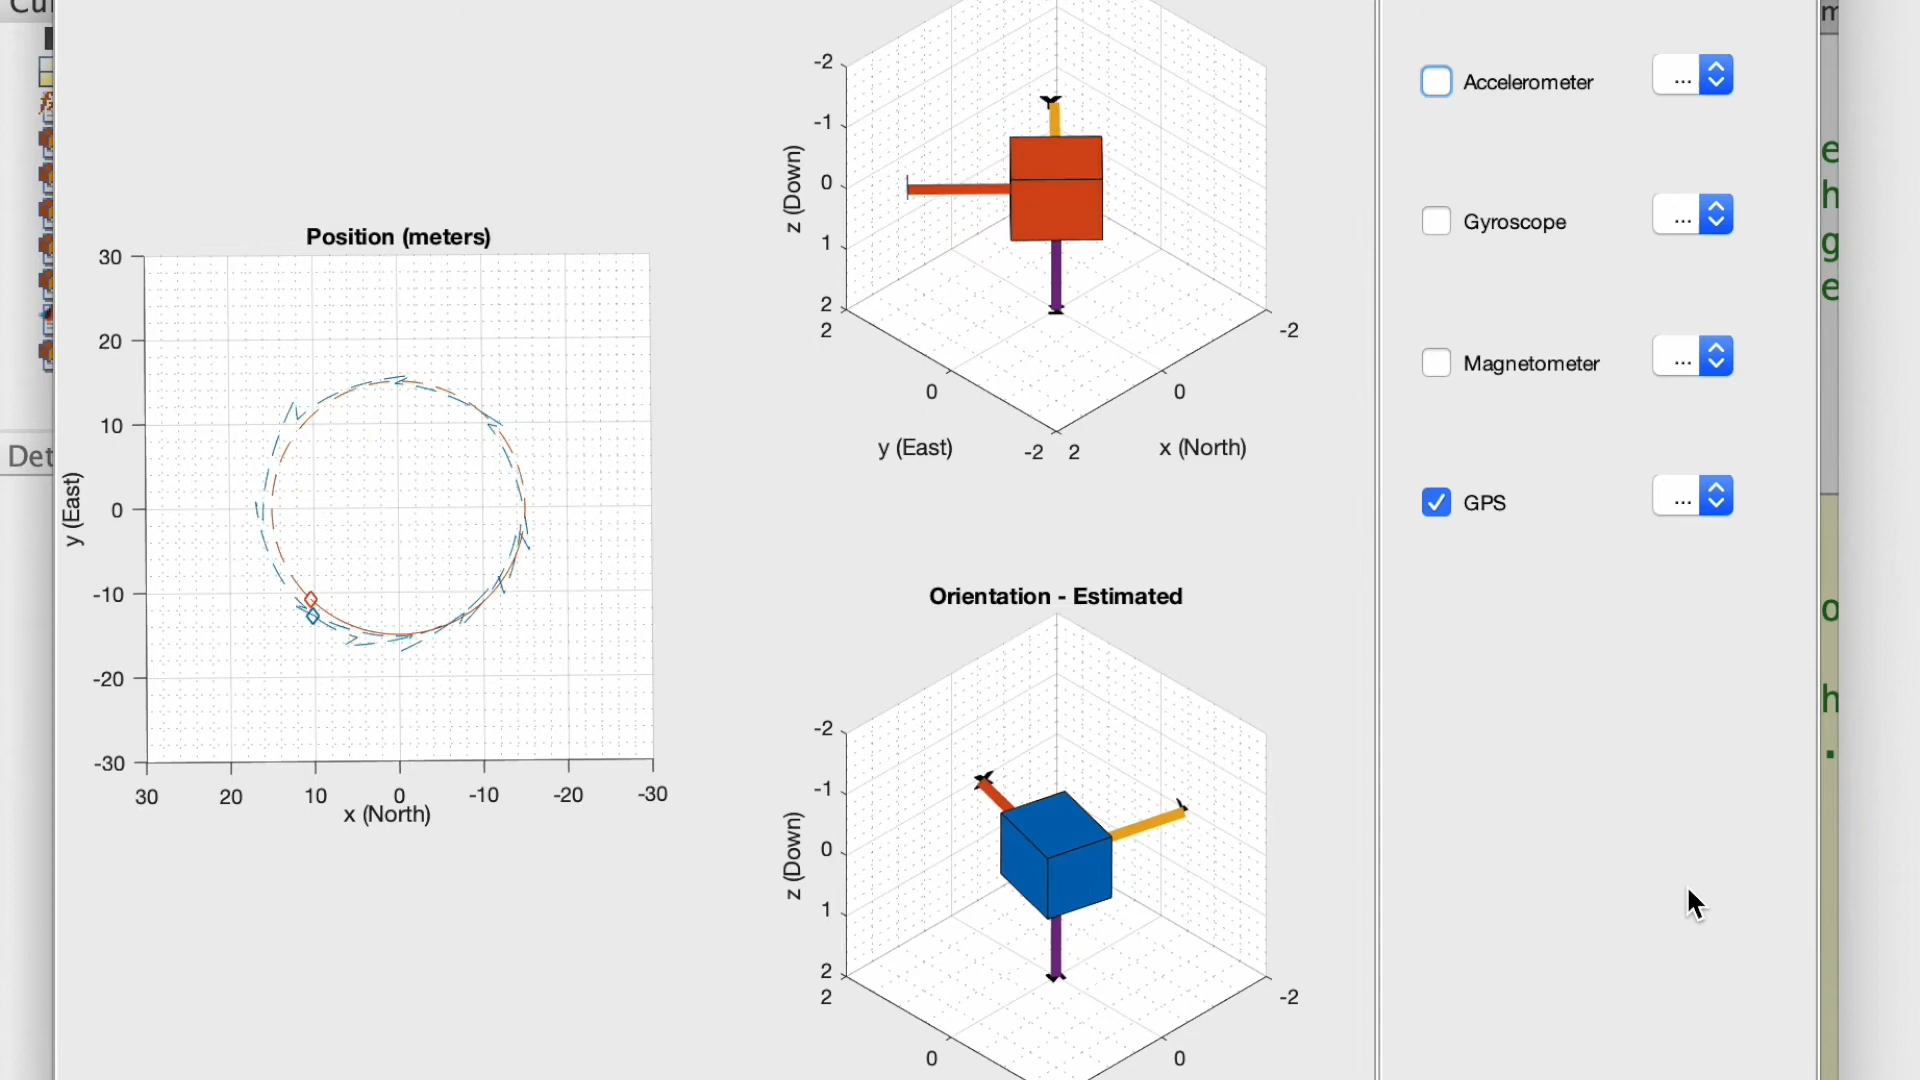 Cu
Det
Position (meters)
30
20
10
0
-10
-20
-30
y (East)
30
20
10
0
-10
-20
-30
x (North)
-2
-1
0
1
2
z (Down)
2
0
-2
y (East)
2
0
-2
x (North)
Orientation - Estimated
-2
-1
0
1
2
z (Down)
2
0
0
-2
Accelerometer
...
Gyroscope
...
Magnetometer
...
GPS
...
m
e
h
g
e
o
h
.